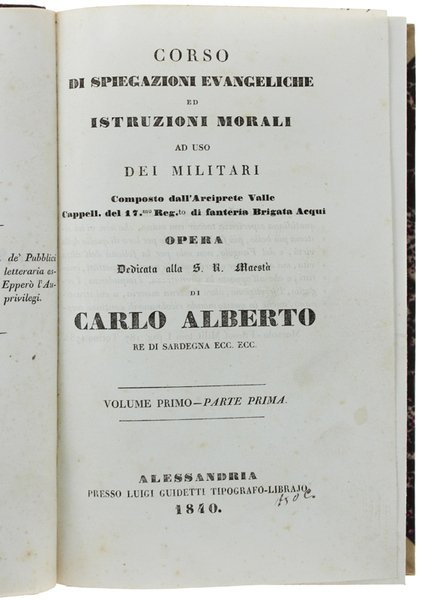 de' Pubblici
letteraria es-
Epperò l'Au-
privilegi.
CORSO
DI SPIEGAZIONI EVANGELICHE
ED
ISTRUZIONI MORALI
AD USO
DEI MILITARI
Composto dall'Arciprete Valle
Cappell. del 17.mo Reg.to di fanteria Brigata Acqui
OPERA
Dedicata alla S. R. Maestà
DI
CARLO ALBERTO
RE DI SARDEGNA ECC. ECC.
VOLUME PRIMO—PARTE PRIMA.
ALESSANDRIA
PRESSO LUIGI GUIDETTI TIPOGRAFO-LIBRAJO
1840.